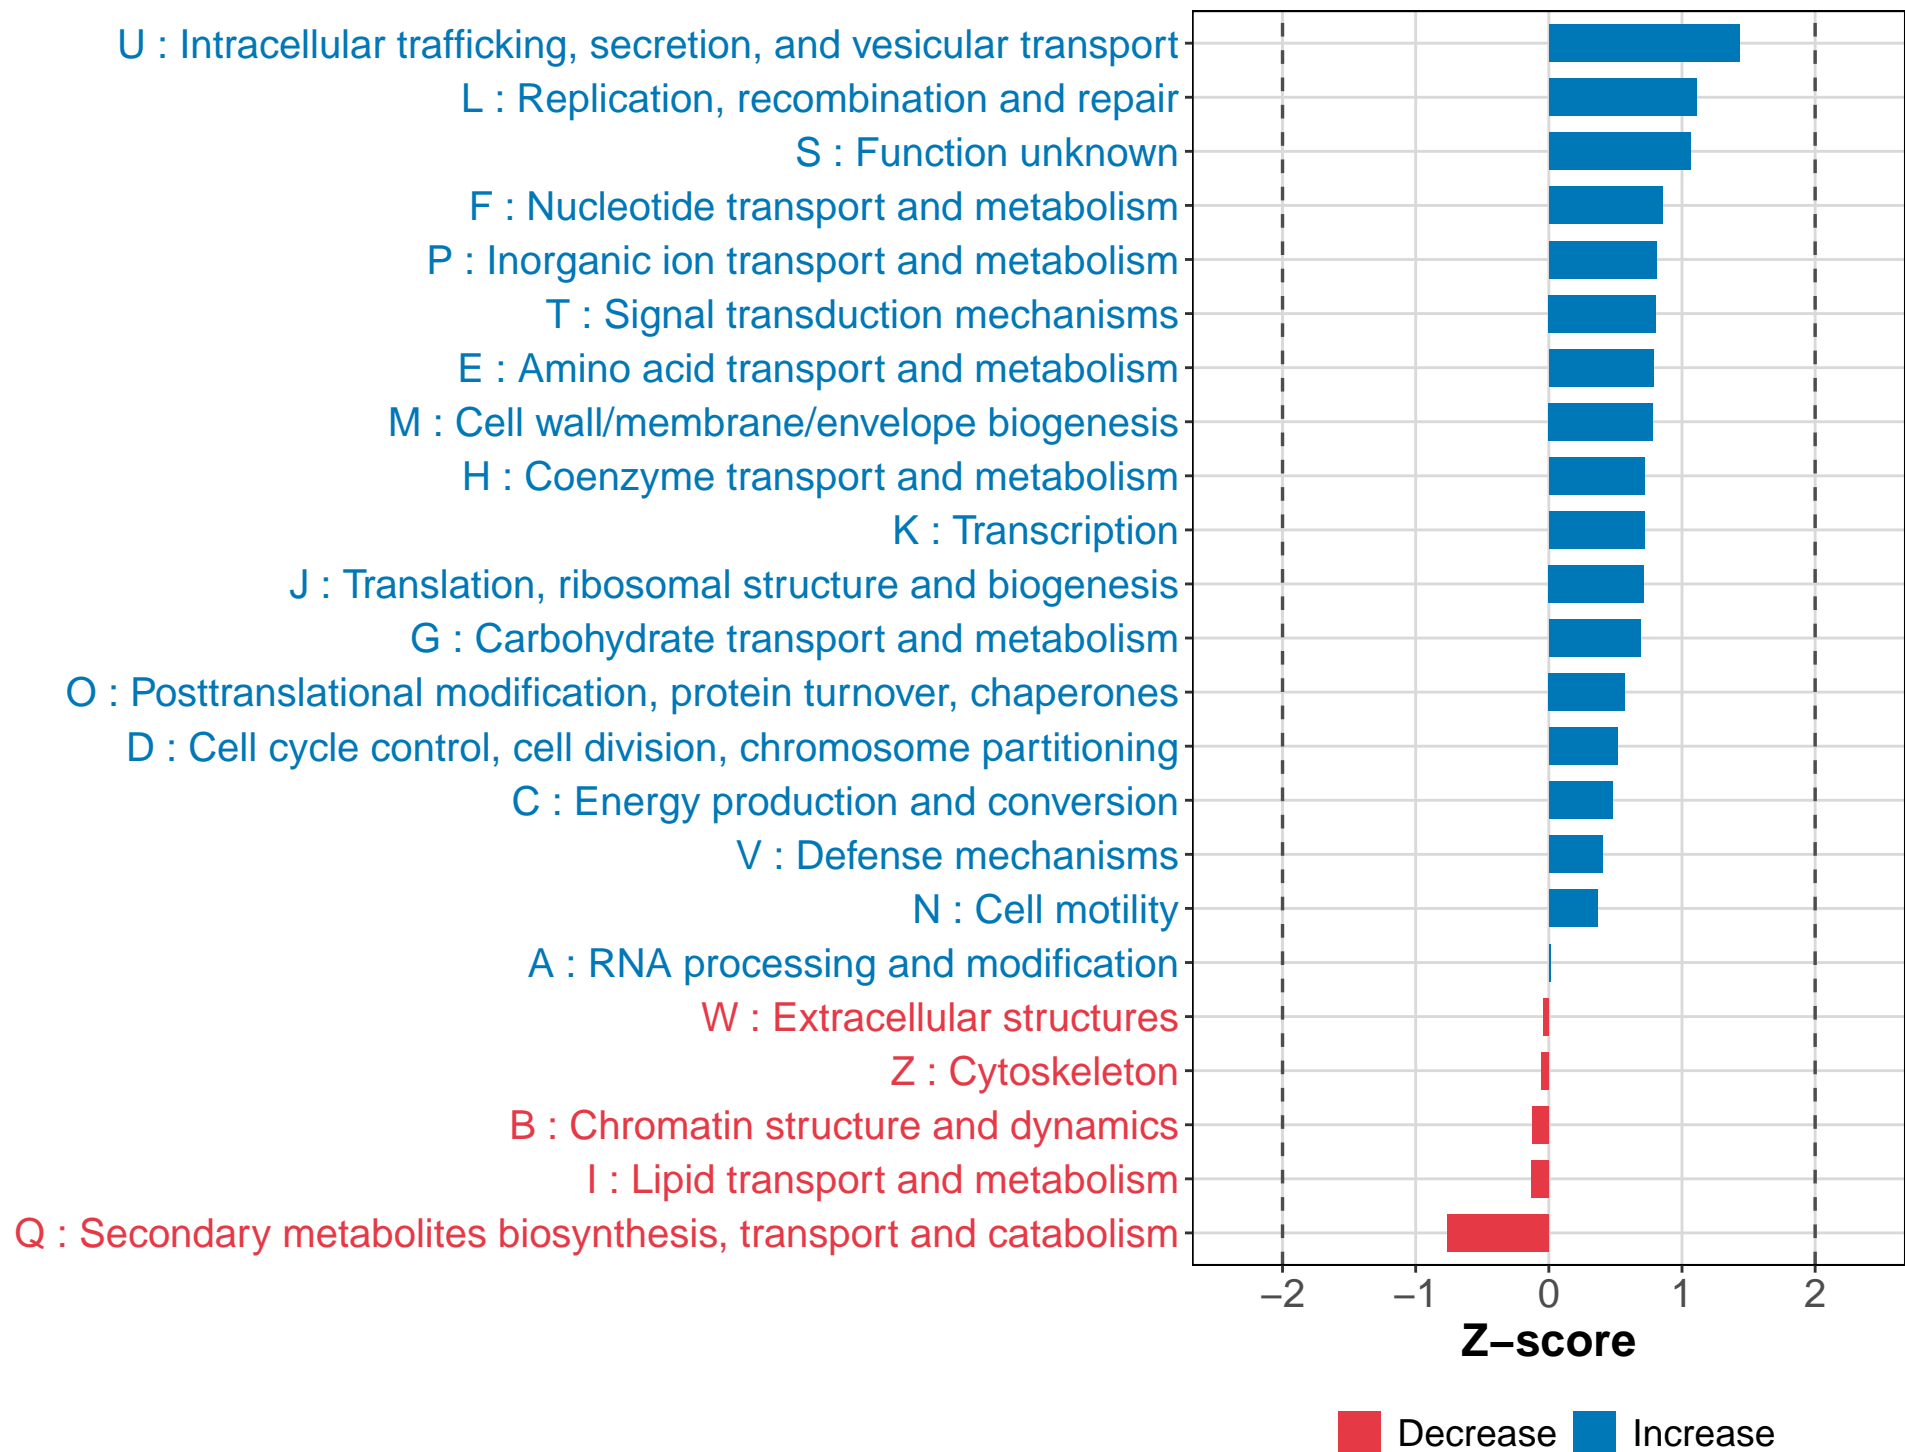 U : Intracellular trafficking, secretion, and vesicular transport
L : Replication, recombination and repair
S : Function unknown
F : Nucleotide transport and metabolism
P : Inorganic ion transport and metabolism
T : Signal transduction mechanisms
E : Amino acid transport and metabolism
M : Cell wall/membrane/envelope biogenesis
H : Coenzyme transport and metabolism
K : Transcription
J : Translation, ribosomal structure and biogenesis
G : Carbohydrate transport and metabolism
O : Posttranslational modification, protein turnover, chaperones
D : Cell cycle control, cell division, chromosome partitioning
C : Energy production and conversion
V : Defense mechanisms
N : Cell motility
A : RNA processing and modification
W : Extracellular structures
Z : Cytoskeleton
B : Chromatin structure and dynamics
I : Lipid transport and metabolism
Q : Secondary metabolites biosynthesis, transport and catabolism
−2 −1 0 1 2
Z−score
Decrease Increase